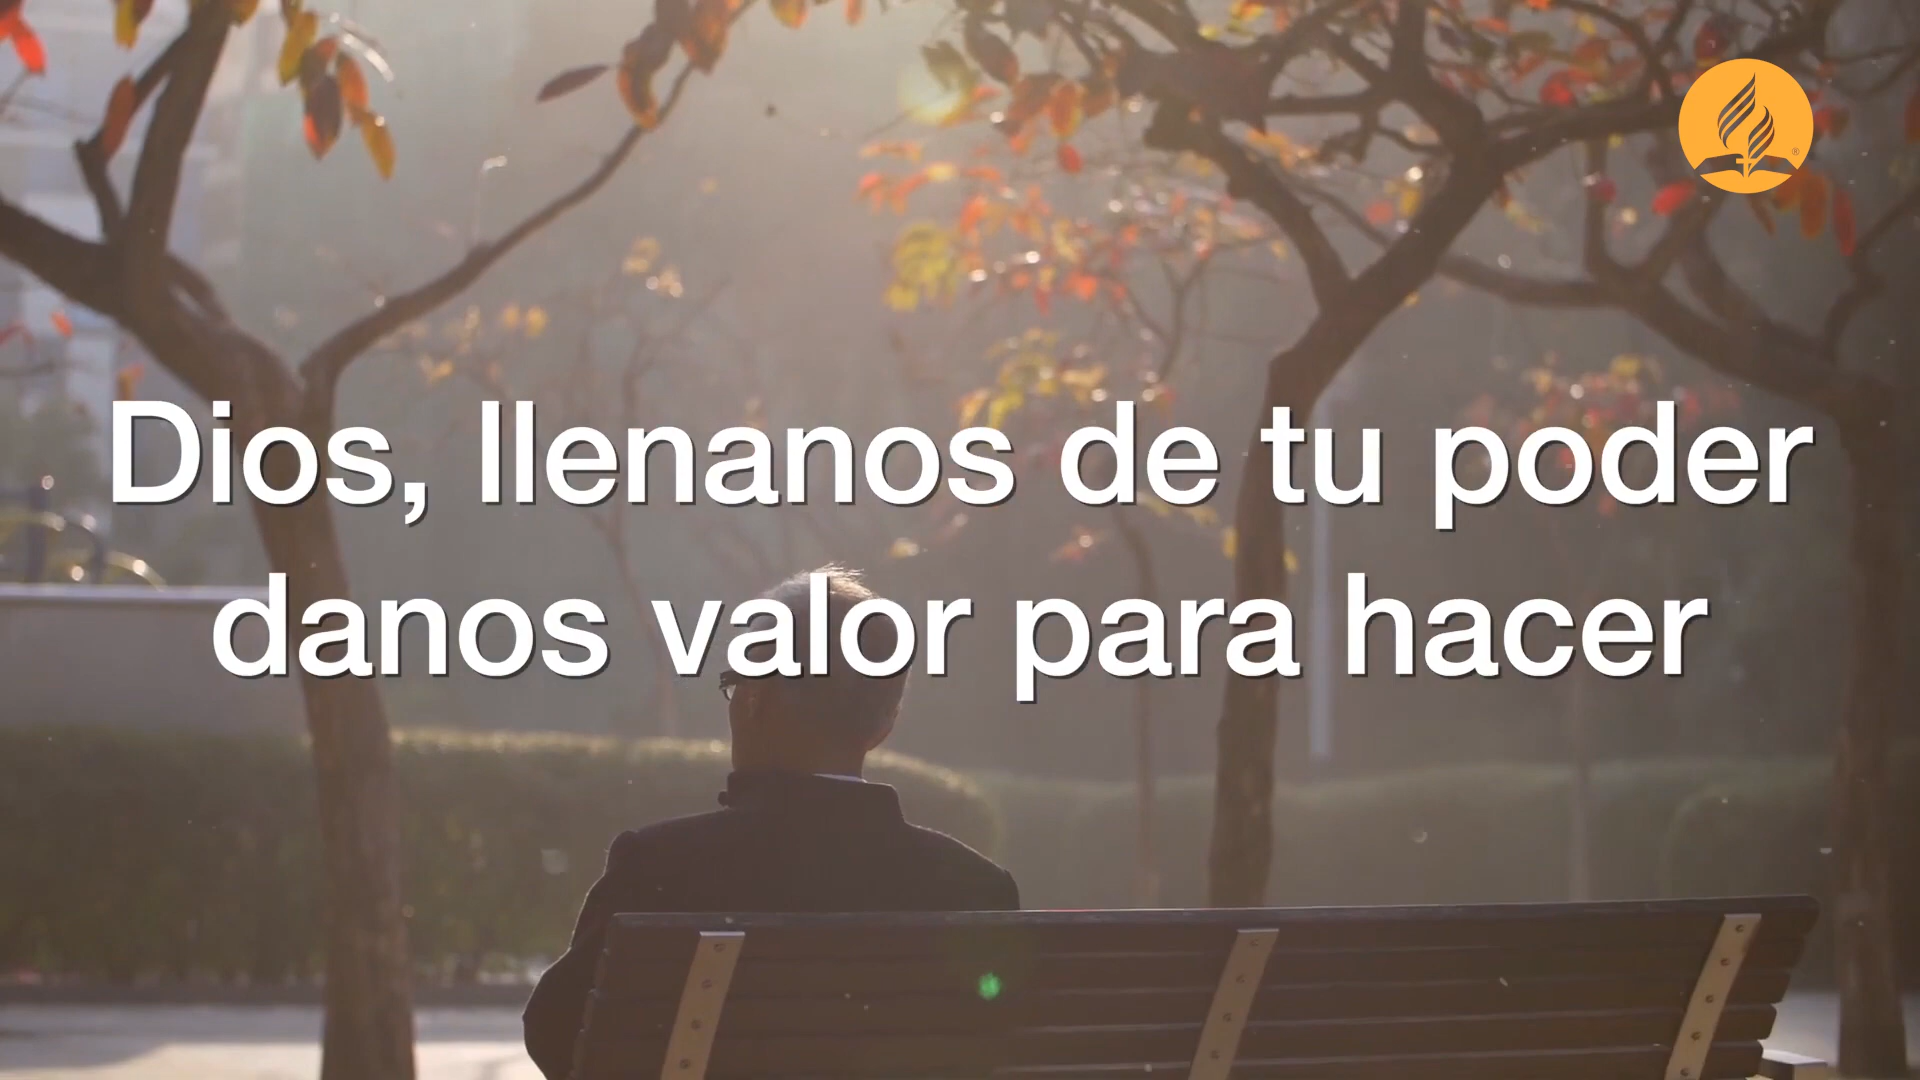 Dios, llenanos de tu poder
danos valor para hacer